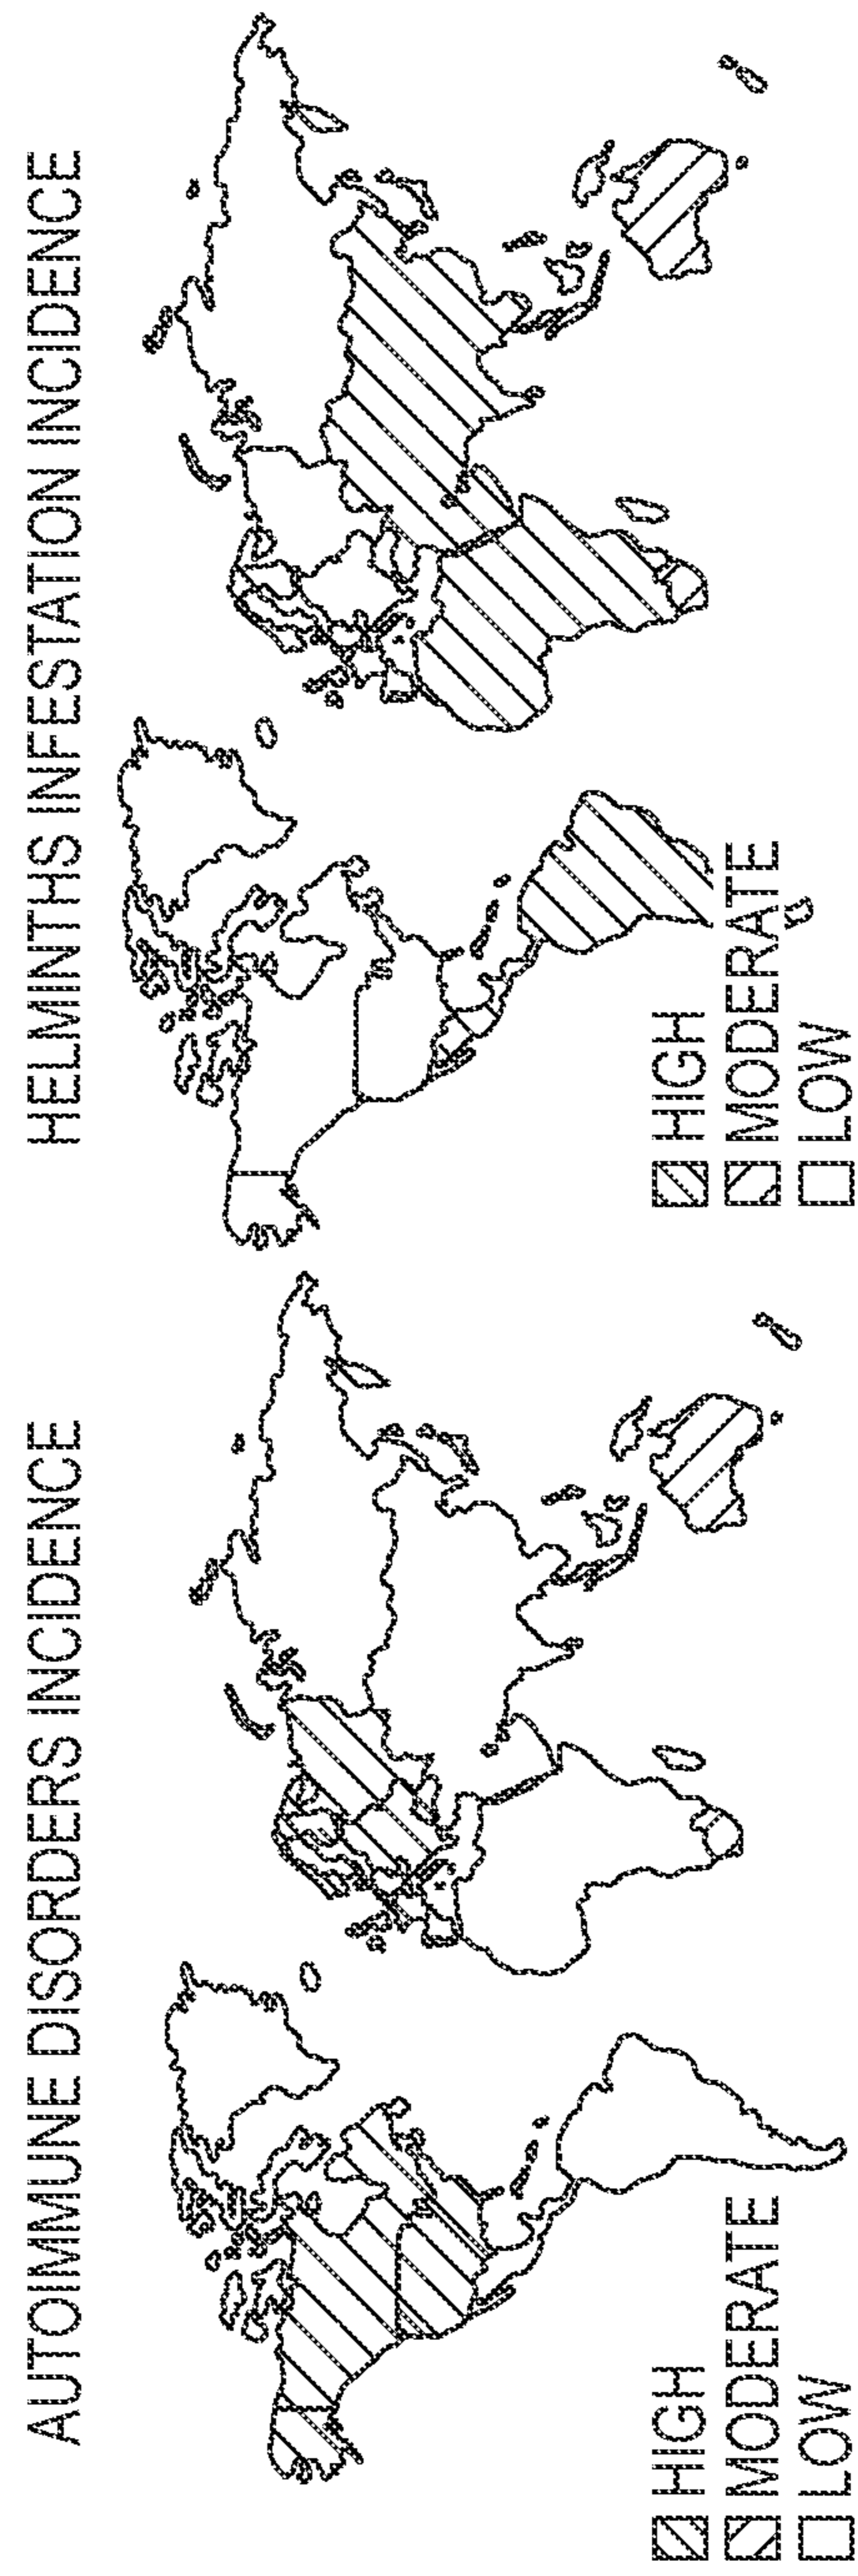 AUTOIMMUNE DISORDERS INCIDENCE
HIGH
MODERATE
LOW
HELMINTHS INFESTATION INCIDENCE
HIGH
MODERATE
LOW